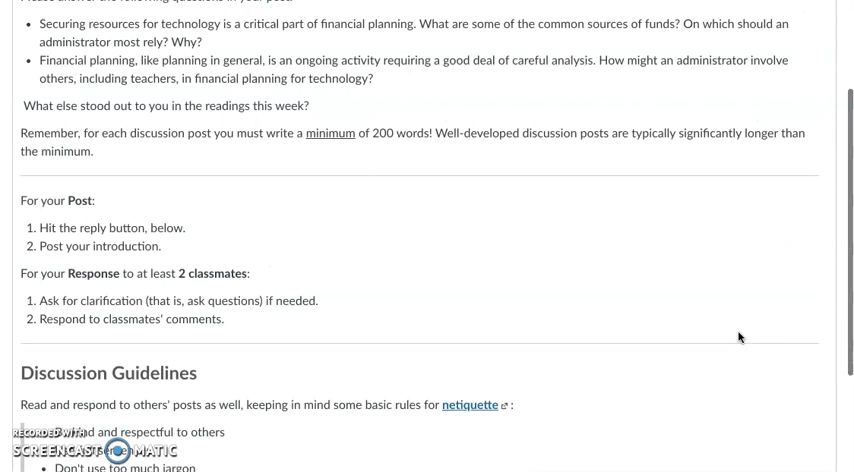 Securing resources for technology is a critical part of financial planning. What are some of the common sources of funds? On which should an
administrator most rely? Why?
Financial planning, like planning in general, is an ongoing activity requiring a good deal of careful analysis. How might an administrator involve
others, including teachers, in financial planning for technology?
What else stood out to you in the readings this week?
Remember, for each discussion post you must write a minimum of 200 words! Well-developed discussion posts are typically significantly longer than
the minimum.
For your Post:
1. Hit the reply button, below.
2. Post your introduction.
For your Response to at least 2 classmates:
1. Ask for clarification (that is, ask questions) if needed.
2. Respond to classmates' comments.
Discussion Guidelines
Read and respond to others' posts as well, keeping in mind some basic rules for netiquette :
and respectful to others
RECORDED WITH
SCREENCAST MATIC
Don't use too much jargon